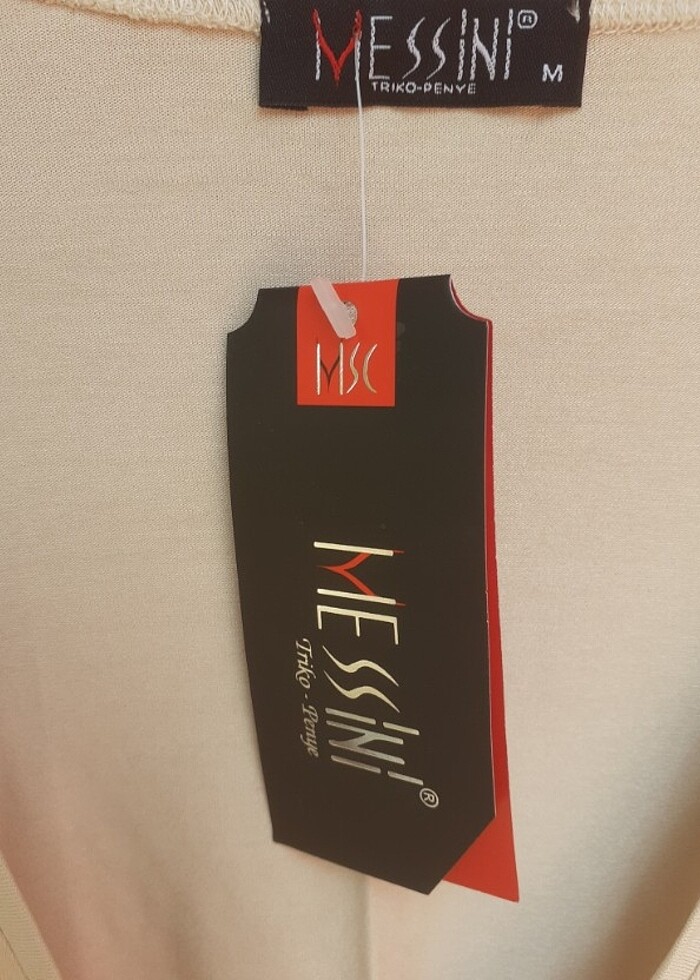 MESSINI®
M
TRIKO-PENYE
MSC
MESSINI®
Triko - Penye